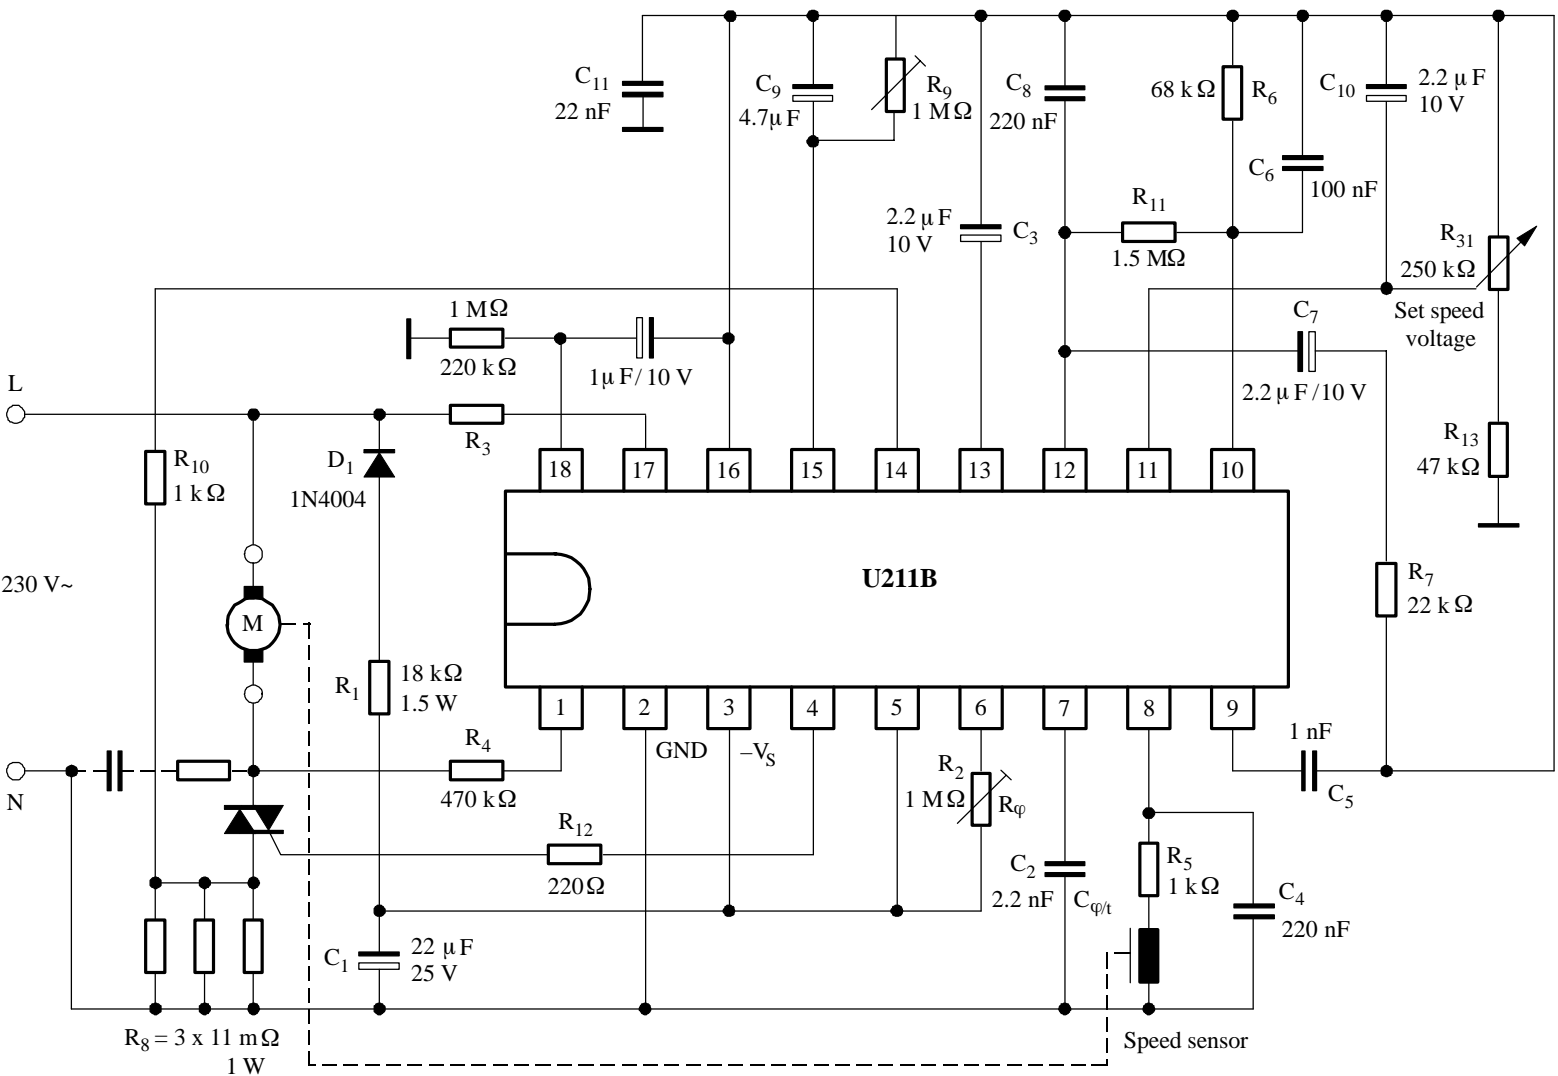 C11
22 nF
C9
4.7μF
R9
1 MΩ
C8
220 nF
68 kΩ
R6
C10
2.2 μF
10 V
C6
100 nF
R11
1.5 MΩ
2.2 μF
10 V
C3
R31
250 kΩ
Set speed
voltage
1 MΩ
220 kΩ
1μF/10 V
C7
2.2 μF/10 V
L
R3
R10
1 kΩ
D1
1N4004
R13
47 kΩ
18
17
16
15
14
13
12
11
10
230 V~
U211B
R7
22 kΩ
M
R1
18 kΩ
1.5 W
1
2
3
4
5
6
7
8
9
GND
–VS
R4
470 kΩ
N
R2
1 MΩ
Rφ
1 nF
C5
R12
220Ω
C2
2.2 nF
Cφ/t
R5
1 kΩ
C4
220 nF
C1
22 μF
25 V
R8 = 3 x 11 mΩ
1 W
Speed sensor